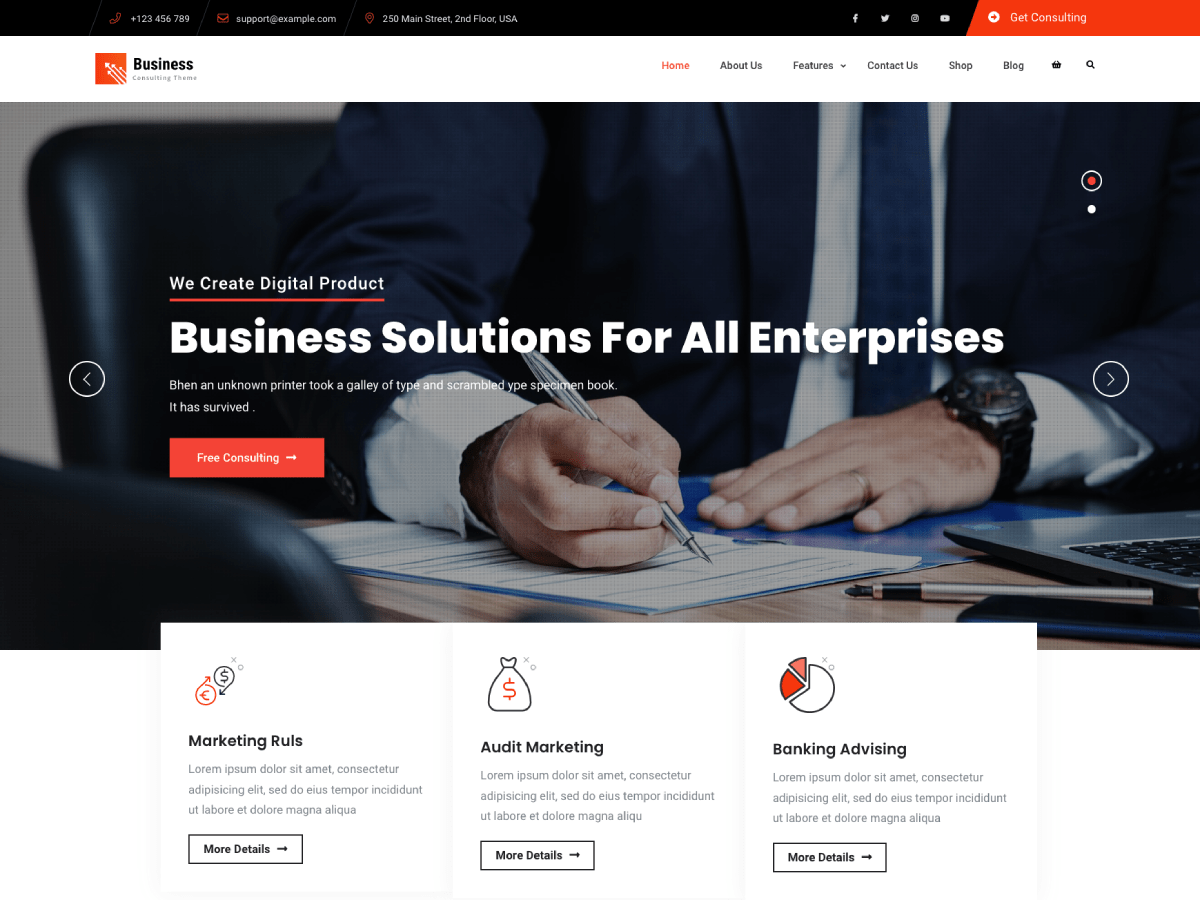 +123 456 789
support@example.com
250 Main Street, 2nd Floor, USA
Get Consulting
Business
Consulting Theme
Home
About Us
Features
Contact Us
Shop
Blog
We Create Digital Product
Business Solutions For All Enterprises
Bhen an unknown printer took a galley of type and scrambled ype specimen book.
It has survived .
Free Consulting
Marketing Ruls
Lorem ipsum dolor sit amet, consectetur
adipisicing elit, sed do eius tempor incididunt
ut labore et dolore magna aliqua
More Details
Audit Marketing
Lorem ipsum dolor sit amet, consectetur
adipisicing elit, sed do eius tempor incididunt
ut labore et dolore magna aliqu
More Details
Banking Advising
Lorem ipsum dolor sit amet, consectetur
adipisicing elit, sed do eius tempor incididunt
ut labore et dolore magna aliqua
More Details